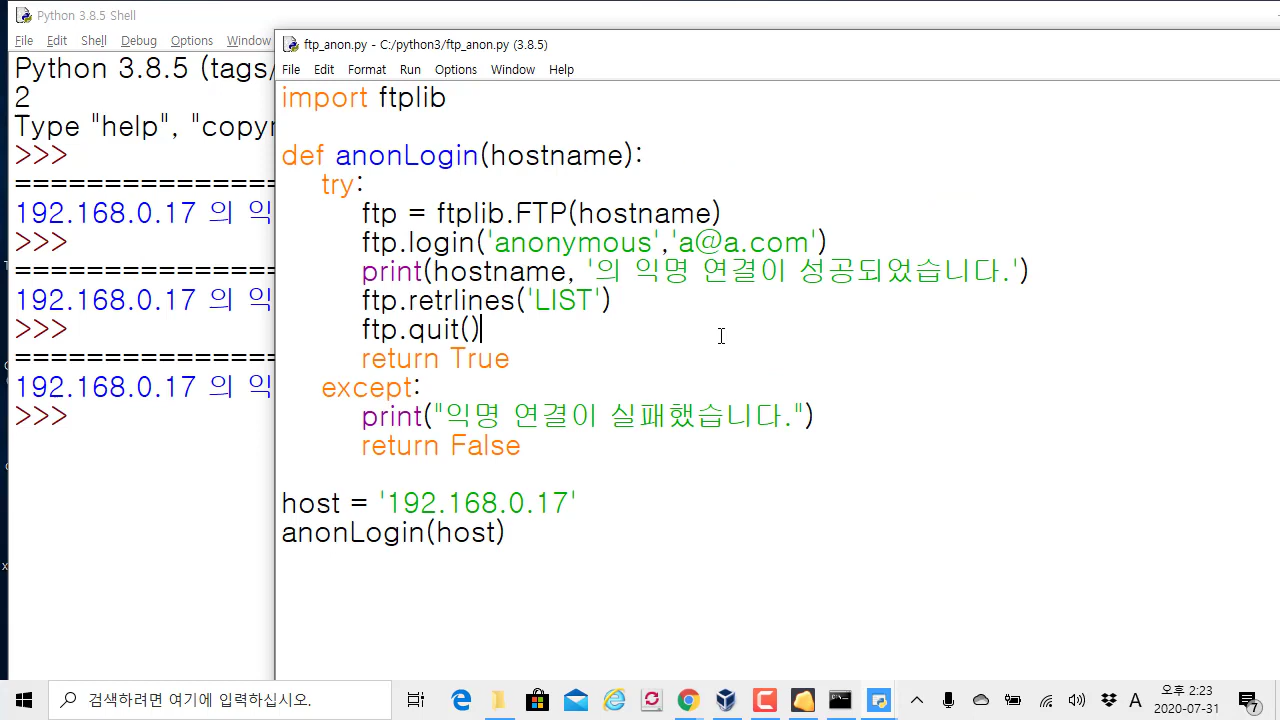 Python 3.8.5 Shell
File Edit Shell Debug Options Window
Python 3.8.5 (tags/
2
Type "help", "copyr
>>>
===============
192.168.0.17 의 익
>>>
===============
192.168.0.17 의 익
>>>
===============
192.168.0.17 의 익
>>>
ftp_anon.py - C:/python3/ftp_anon.py (3.8.5)
File Edit Format Run Options Window Help
import ftplib
def anonLogin(hostname):
try:
ftp = ftplib.FTP(hostname)
ftp.login('anonymous','a@a.com')
print(hostname, '의 익명 연결이 성공되었습니다.')
ftp.retrlines('LIST')
ftp.quit()
return True
except:
print("익명 연결이 실패했습니다.")
return False
host = '192.168.0.17'
anonLogin(host)
검색하려면 여기에 입력하십시오.
A
오후 2:23
2020-07-31
7